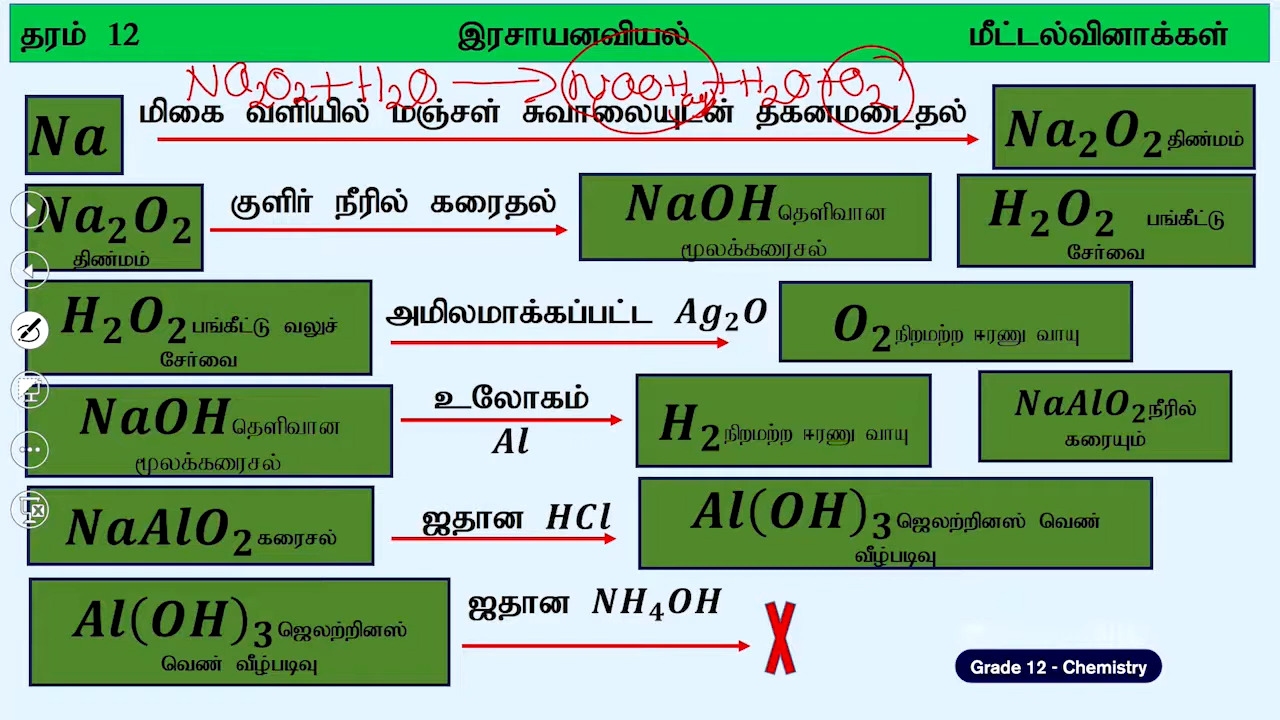 தரம் 12 இரசாயனவியல் மீட்டல்வினாக்கள்
Na₂O₂ + H₂O → NaOH(aq) + H₂O + O₂
Na மிகை வளியில் மஞ்சள் சுவாலையுடன் தகனமடைதல் Na₂O₂ திண்மம்
Na₂O₂ திண்மம் குளிர் நீரில் கரைதல் NaOH தெளிவான மூலக்கரைசல் H₂O₂ பங்கீட்டு சேர்வை
H₂O₂ பங்கீட்டு வலுச் சேர்வை அமிலமாக்கப்பட்ட Ag₂O O₂ நிறமற்ற ஈரணு வாயு
NaOH தெளிவான மூலக்கரைசல் உலோகம் Al H₂ நிறமற்ற ஈரணு வாயு NaAlO₂ நீரில் கரையும்
NaAlO₂ கரைசல் ஐதான HCl Al(OH)₃ ஜெலற்றினஸ் வெண் வீழ்படிவு
Al(OH)₃ ஜெலற்றினஸ் வெண் வீழ்படிவு ஐதான NH₄OH X
Grade 12 - Chemistry